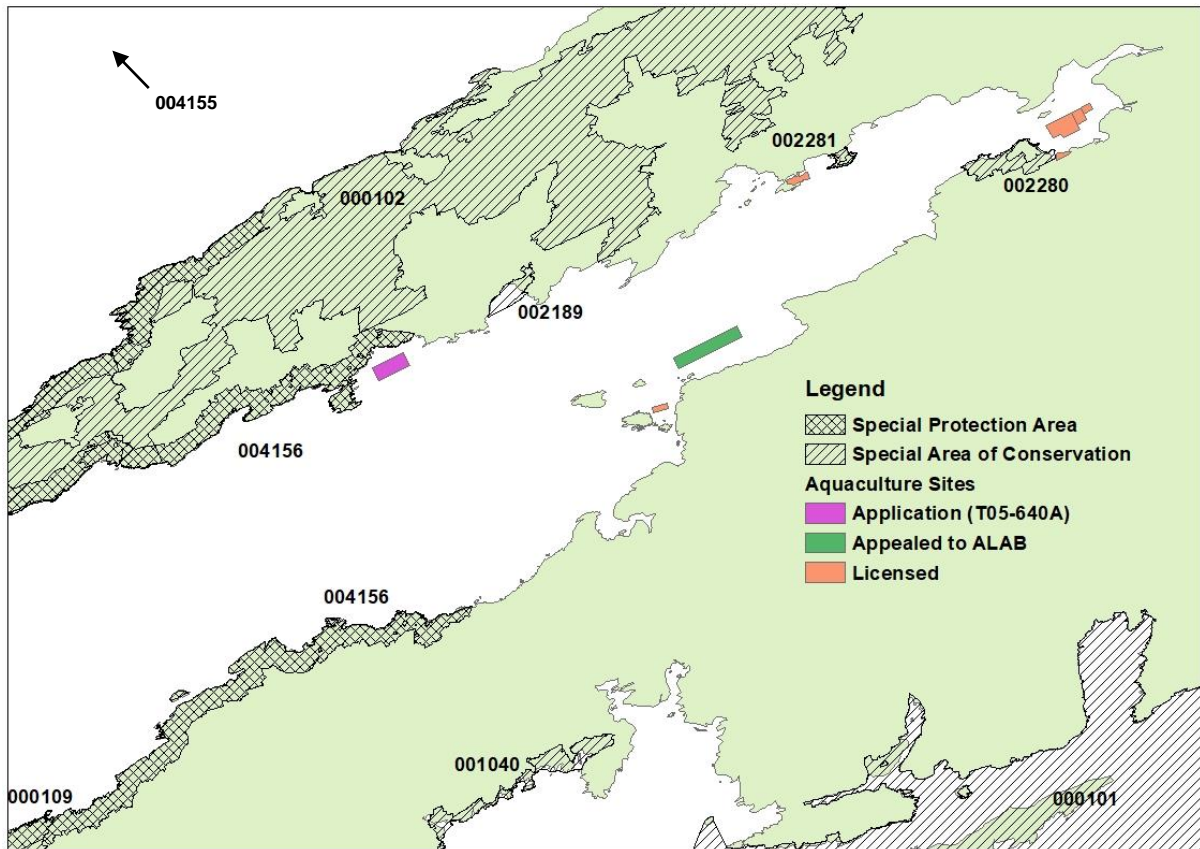 004155
002281
000102
002280
002189
Legend
Special Protection Area
004156
Special Area of Conservation
Aquaculture Sites
Application (T05-640A)
Appealed to ALAB
Licensed
004156
001040
000109
000101